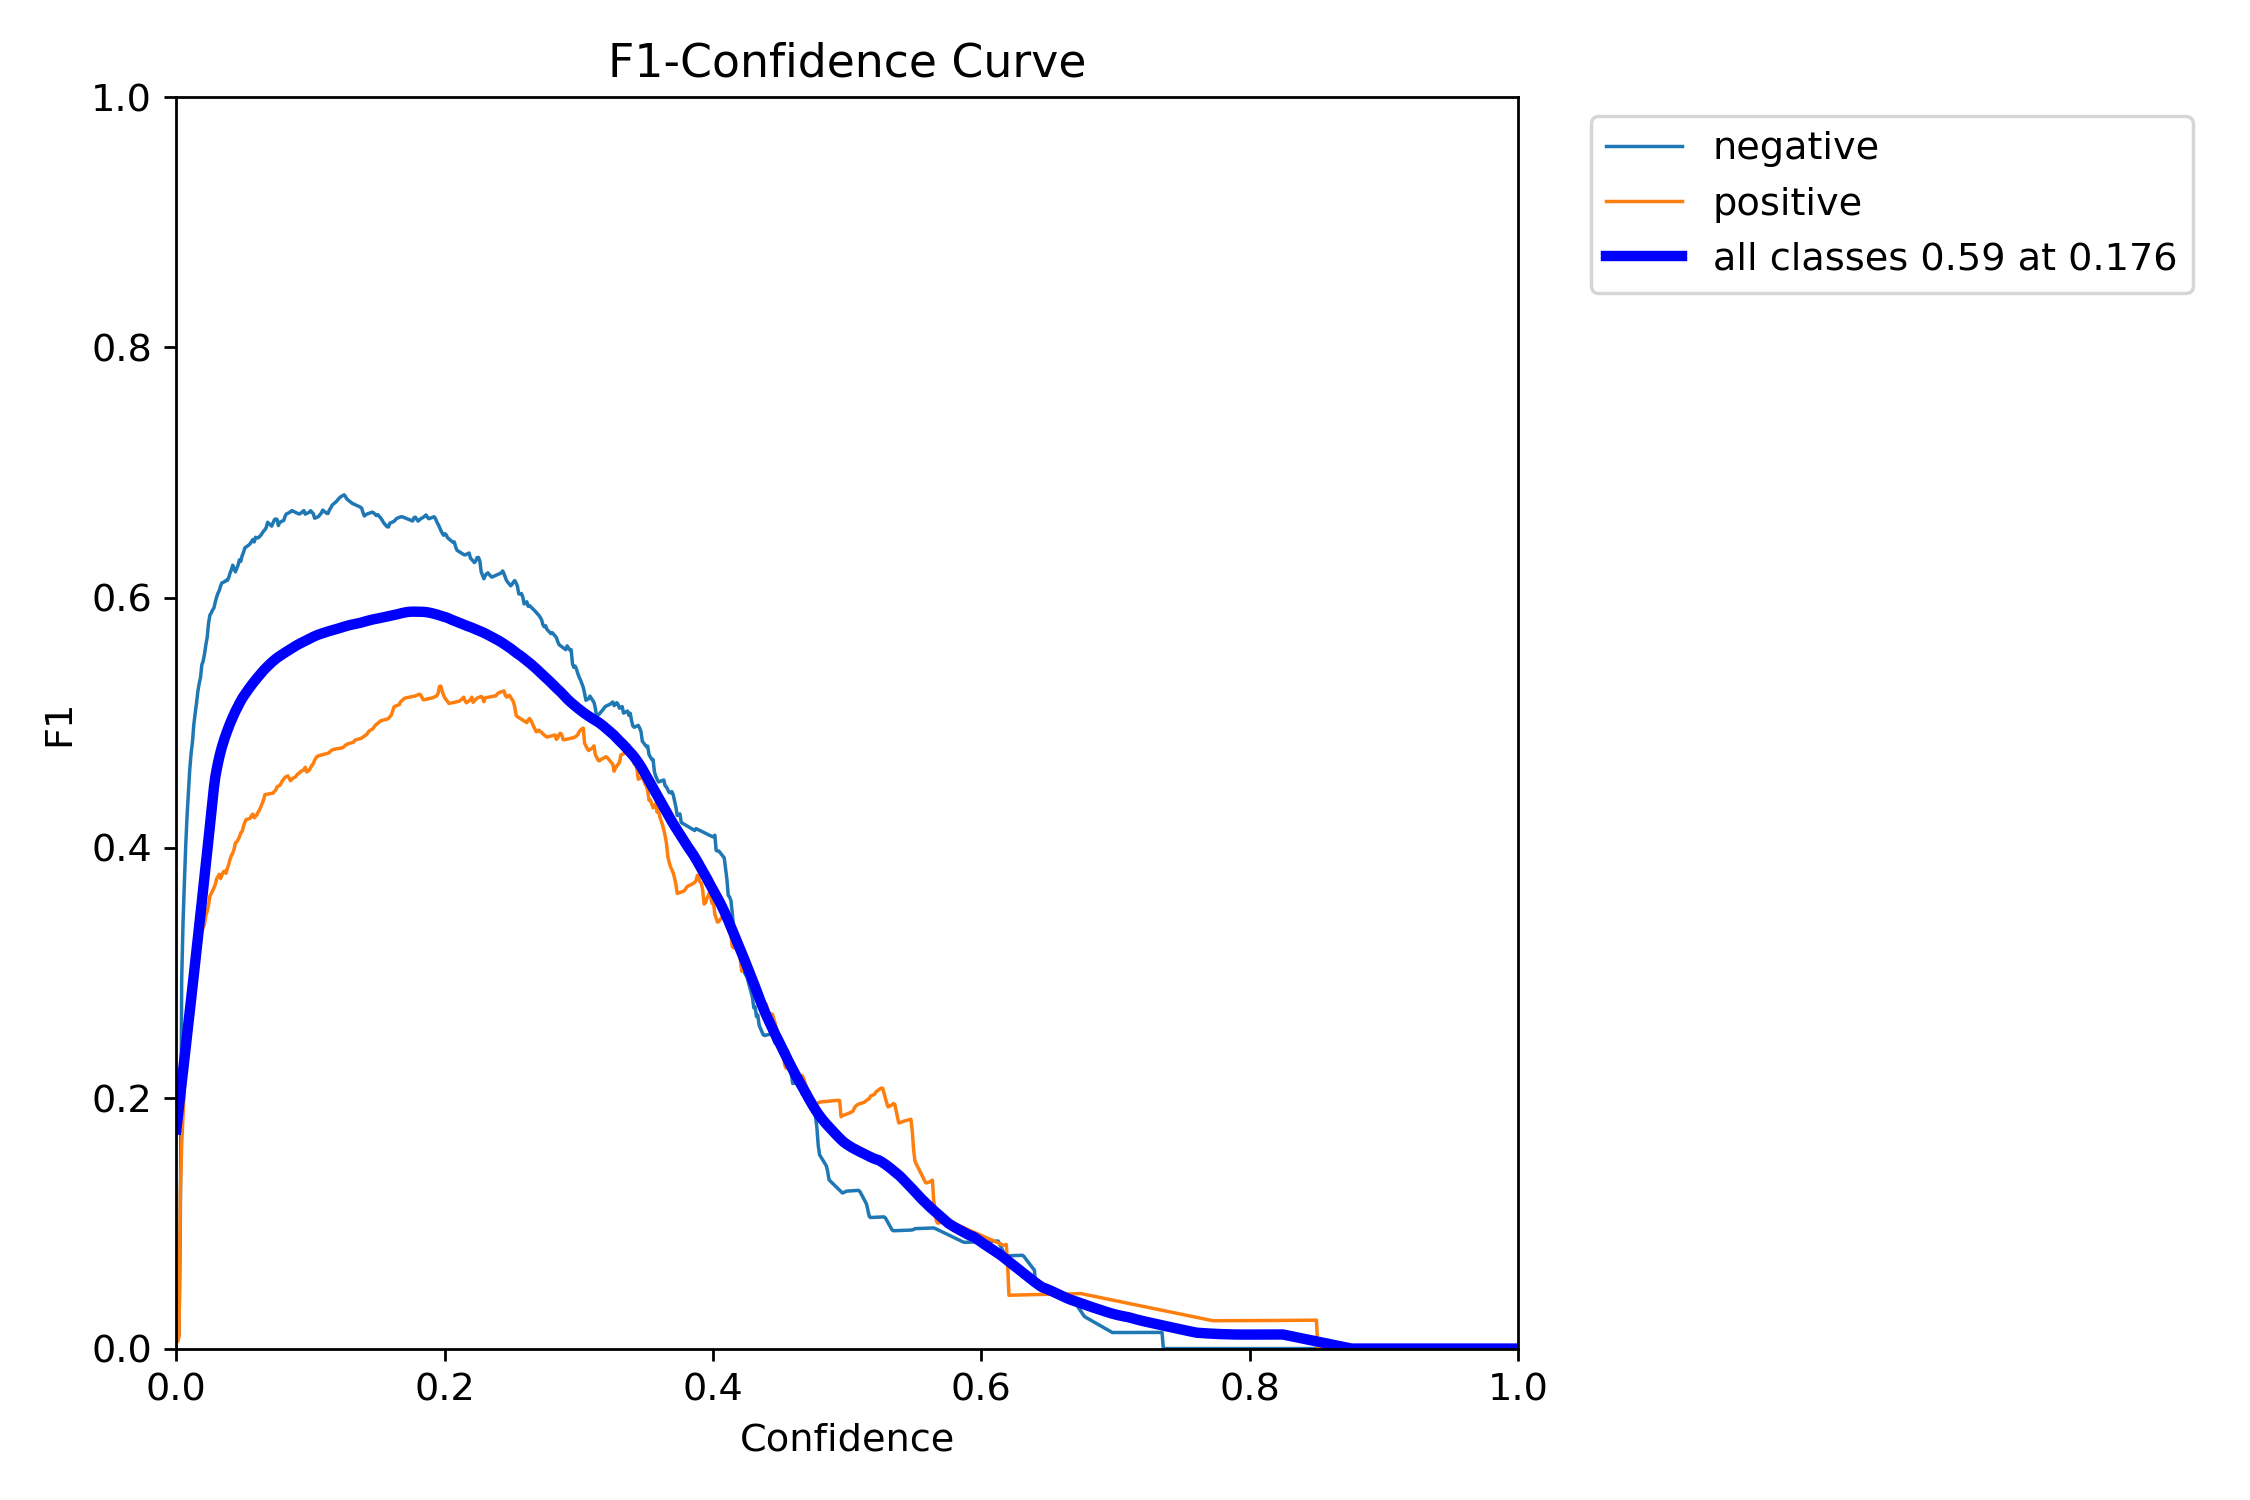 F1-Confidence Curve
1.0
0.8
0.6
0.4
0.2
0.0
F1
0.0 0.2 0.4 0.6 0.8 1.0
Confidence
negative
positive
all classes 0.59 at 0.176